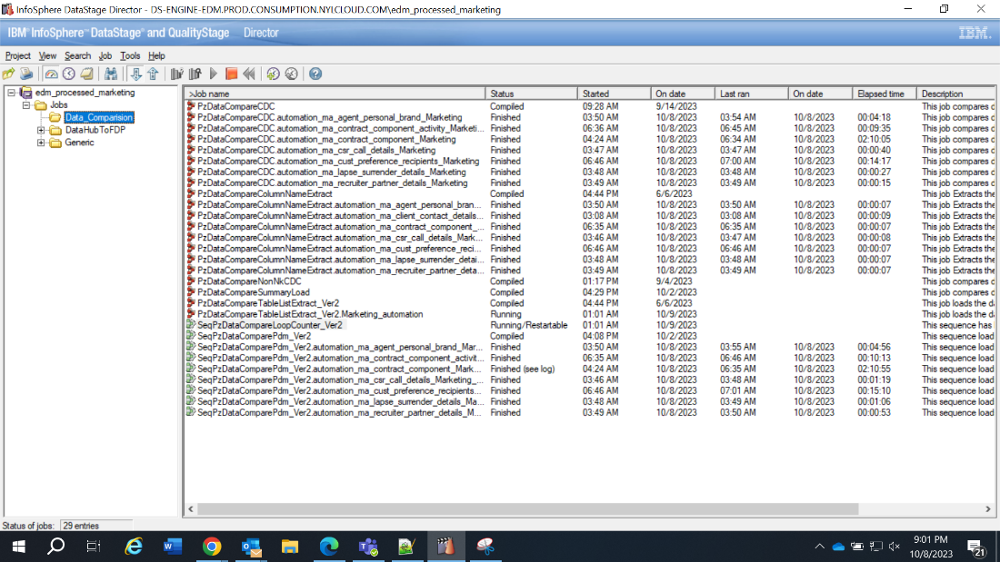 InfoSphere DataStage Director - DS-ENGINE-EDM.PROD.CONSUMPTION.NYLCLOUD.COM\edm_processed_marketing
IBM® InfoSphere™ DataStage® and QualityStage Director IBM.
Project View Search Job Tools Help
edm_processed_marketing
Jobs
Data_Comparision
DataHubToFDP
Generic
>Job name Status Started On date Last ran On date Elapsed time Description
PzDataCompareCDC Compiled 09:28 AM 9/14/2023 This job compares c
PzDataCompareCDC.automation_ma_agent_personal_brand_Marketing Finished 03:50 AM 10/8/2023 03:54 AM 10/8/2023 00:04:18 This job compares c
PzDataCompareCDC.automation_ma_contract_component_activity_Marketi... Finished 06:36 AM 10/8/2023 06:45 AM 10/8/2023 00:09:35 This job compares c
PzDataCompareCDC.automation_ma_contract_component_Marketing Finished 04:24 AM 10/8/2023 06:34 AM 10/8/2023 02:10:05 This job compares c
PzDataCompareCDC.automation_ma_csr_call_details_Marketing Finished 03:47 AM 10/8/2023 03:47 AM 10/8/2023 00:00:40 This job compares c
PzDataCompareCDC.automation_ma_cust_preference_recipients_Marketing Finished 06:46 AM 10/8/2023 07:00 AM 10/8/2023 00:14:17 This job compares c
PzDataCompareCDC.automation_ma_lapse_surrender_details_Marketing Finished 03:48 AM 10/8/2023 03:48 AM 10/8/2023 00:00:27 This job compares c
PzDataCompareCDC.automation_ma_recruiter_partner_details_Marketing Finished 03:49 AM 10/8/2023 03:49 AM 10/8/2023 00:00:15 This job compares c
PzDataCompareColumnNameExtract Compiled 04:44 PM 6/6/2023 This job Extracts the
PzDataCompareColumnNameExtract.automation_ma_agent_personal_bran... Finished 03:50 AM 10/8/2023 03:50 AM 10/8/2023 00:00:07 This job Extracts the
PzDataCompareColumnNameExtract.automation_ma_client_contact_details... Finished 03:08 AM 10/8/2023 03:08 AM 10/8/2023 00:00:09 This job Extracts the
PzDataCompareColumnNameExtract.automation_ma_contract_component_... Finished 06:35 AM 10/8/2023 06:35 AM 10/8/2023 00:00:07 This job Extracts the
PzDataCompareColumnNameExtract.automation_ma_csr_call_details_Mark... Finished 03:46 AM 10/8/2023 03:47 AM 10/8/2023 00:00:08 This job Extracts the
PzDataCompareColumnNameExtract.automation_ma_cust_preference_reci... Finished 06:46 AM 10/8/2023 06:46 AM 10/8/2023 00:00:07 This job Extracts the
PzDataCompareColumnNameExtract.automation_ma_lapse_surrender_detai... Finished 03:48 AM 10/8/2023 03:48 AM 10/8/2023 00:00:07 This job Extracts the
PzDataCompareColumnNameExtract.automation_ma_recruiter_partner_deta... Finished 03:49 AM 10/8/2023 03:49 AM 10/8/2023 00:00:07 This job Extracts the
PzDataCompareNonNkCDC Compiled 01:17 PM 9/4/2023 This job compares c
PzDataCompareSummaryLoad Compiled 04:29 PM 10/2/2023 This job compares c
PzDataCompareTableListExtract_Ver2 Compiled 04:44 PM 6/6/2023 This job loads the d
PzDataCompareTableListExtract_Ver2.Marketing_automation Running 01:01 AM 10/9/2023 This job loads the d
SeqPzDataCompareLoopCounter_Ver2 Running/Restartable 01:01 AM 10/9/2023 This sequence has
SeqPzDataComparePdm_Ver2 Compiled 04:08 PM 10/2/2023 This sequence load
SeqPzDataComparePdm_Ver2.automation_ma_agent_personal_brand_Mar... Finished 03:50 AM 10/8/2023 03:55 AM 10/8/2023 00:04:56 This sequence load
SeqPzDataComparePdm_Ver2.automation_ma_contract_component_activit... Finished 06:35 AM 10/8/2023 06:46 AM 10/8/2023 00:10:13 This sequence load
SeqPzDataComparePdm_Ver2.automation_ma_contract_component_Mark... Finished (see log) 04:24 AM 10/8/2023 06:35 AM 10/8/2023 02:10:55 This sequence load
SeqPzDataComparePdm_Ver2.automation_ma_csr_call_details_Marketing_... Finished 03:46 AM 10/8/2023 03:48 AM 10/8/2023 00:01:19 This sequence load
SeqPzDataComparePdm_Ver2.automation_ma_cust_preference_recipients... Finished 06:46 AM 10/8/2023 07:01 AM 10/8/2023 00:15:10 This sequence load
SeqPzDataComparePdm_Ver2.automation_ma_lapse_surrender_details_Ma... Finished 03:48 AM 10/8/2023 03:49 AM 10/8/2023 00:01:06 This sequence load
SeqPzDataComparePdm_Ver2.automation_ma_recruiter_partner_details_M... Finished 03:49 AM 10/8/2023 03:50 AM 10/8/2023 00:00:53 This sequence load
Status of jobs: 29 entries
9:01 PM
10/8/2023
21